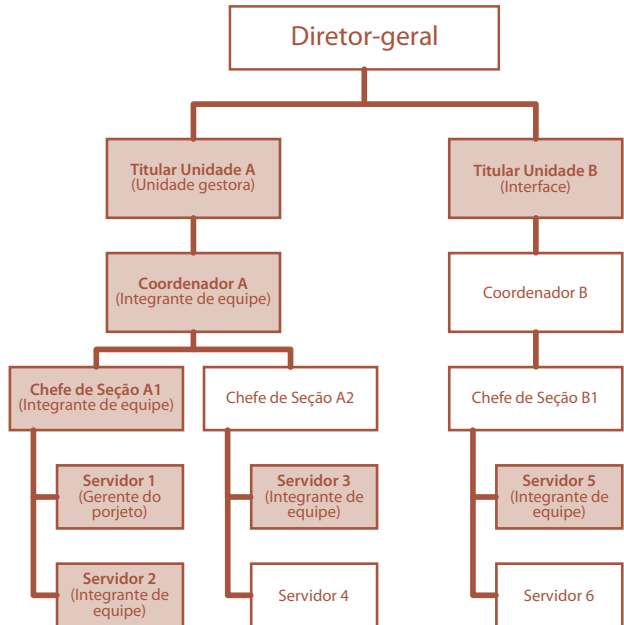 Diretor-geral
Titular Unidade A
(Unidade gestora)
Titular Unidade B
(Interface)
Coordenador A
(Integrante de equipe)
Coordenador B
Chefe de Seção A1
(Integrante de equipe)
Chefe de Seção A2
Chefe de Seção B1
Servidor 1
(Gerente do
porjeto)
Servidor 3
(Integrante de
equipe)
Servidor 5
(Integrante de
equipe)
Servidor 2
(Integrante de
equipe)
Servidor 4
Servidor 6